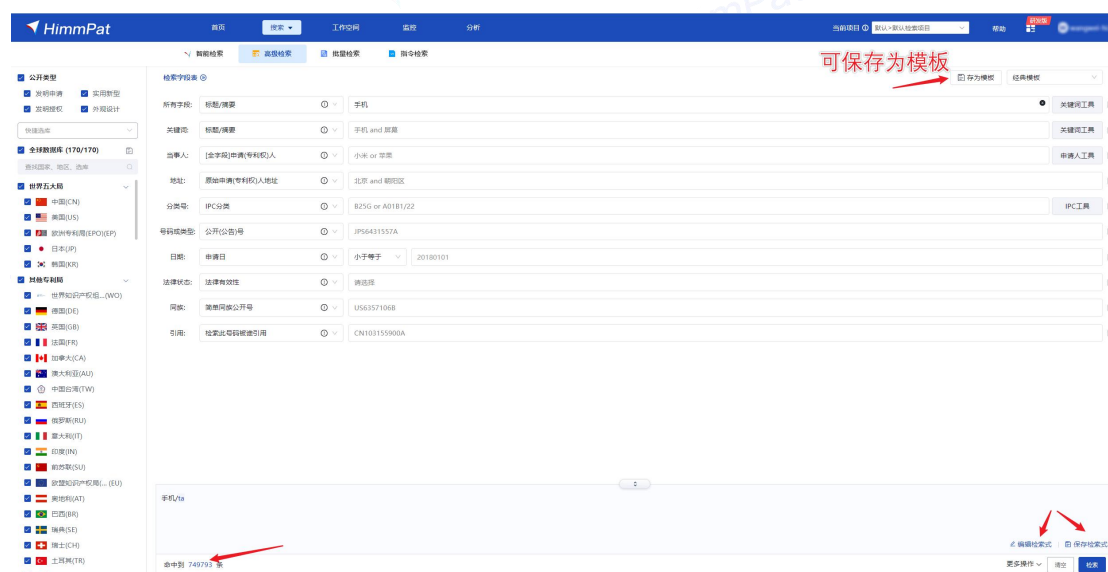 HimmPat
首页 搜索 工作空间 监控 分析 当前项目 默认>默认检索项目 帮助 研发版
智能检索 高级检索 批量检索 指令检索
可保存为模板
公开类型 检索字段表 存为模板 经典模板
发明申请 实用新型
发明授权 外观设计
所有字段: 标题/摘要 手机 关键词工具
快捷选库
关键词: 标题/摘要 手机 and 屏幕 关键词工具
全球数据库 (170/170)
当事人: [全字段]申请(专利权)人 小米 or 苹果 申请人工具
查找国家、地区、选库
地址: 原始申请(专利权)人地址 北京 and 朝阳区
世界五大局
中国(CN)
分类号: IPC分类 B25G or A01B1/22 IPC工具
美国(US)
欧洲专利局(EPO)(EP)
号码或类型: 公开(公告)号 JPS6431557A
日本(JP)
日期: 申请日 小于等于 20180101
韩国(KR)
其他专利局
法律状态: 法律有效性 请选择
世界知识产权组...(WO)
德国(DE)
同族: 简单同族公开号 US6357106B
英国(GB)
引用: 检索此号码被谁引用 CN103155900A
法国(FR)
加拿大(CA)
澳大利亚(AU)
中国台湾(TW)
西班牙(ES)
俄罗斯(RU)
意大利(IT)
印度(IN)
前苏联(SU)
欧盟知识产权局(... (EU)
奥地利(AT)
手机/ta
巴西(BR)
瑞典(SE)
瑞士(CH)
编辑检索式 保存检索式
土耳其(TR)
命中到 749793 条 更多操作 清空 检索